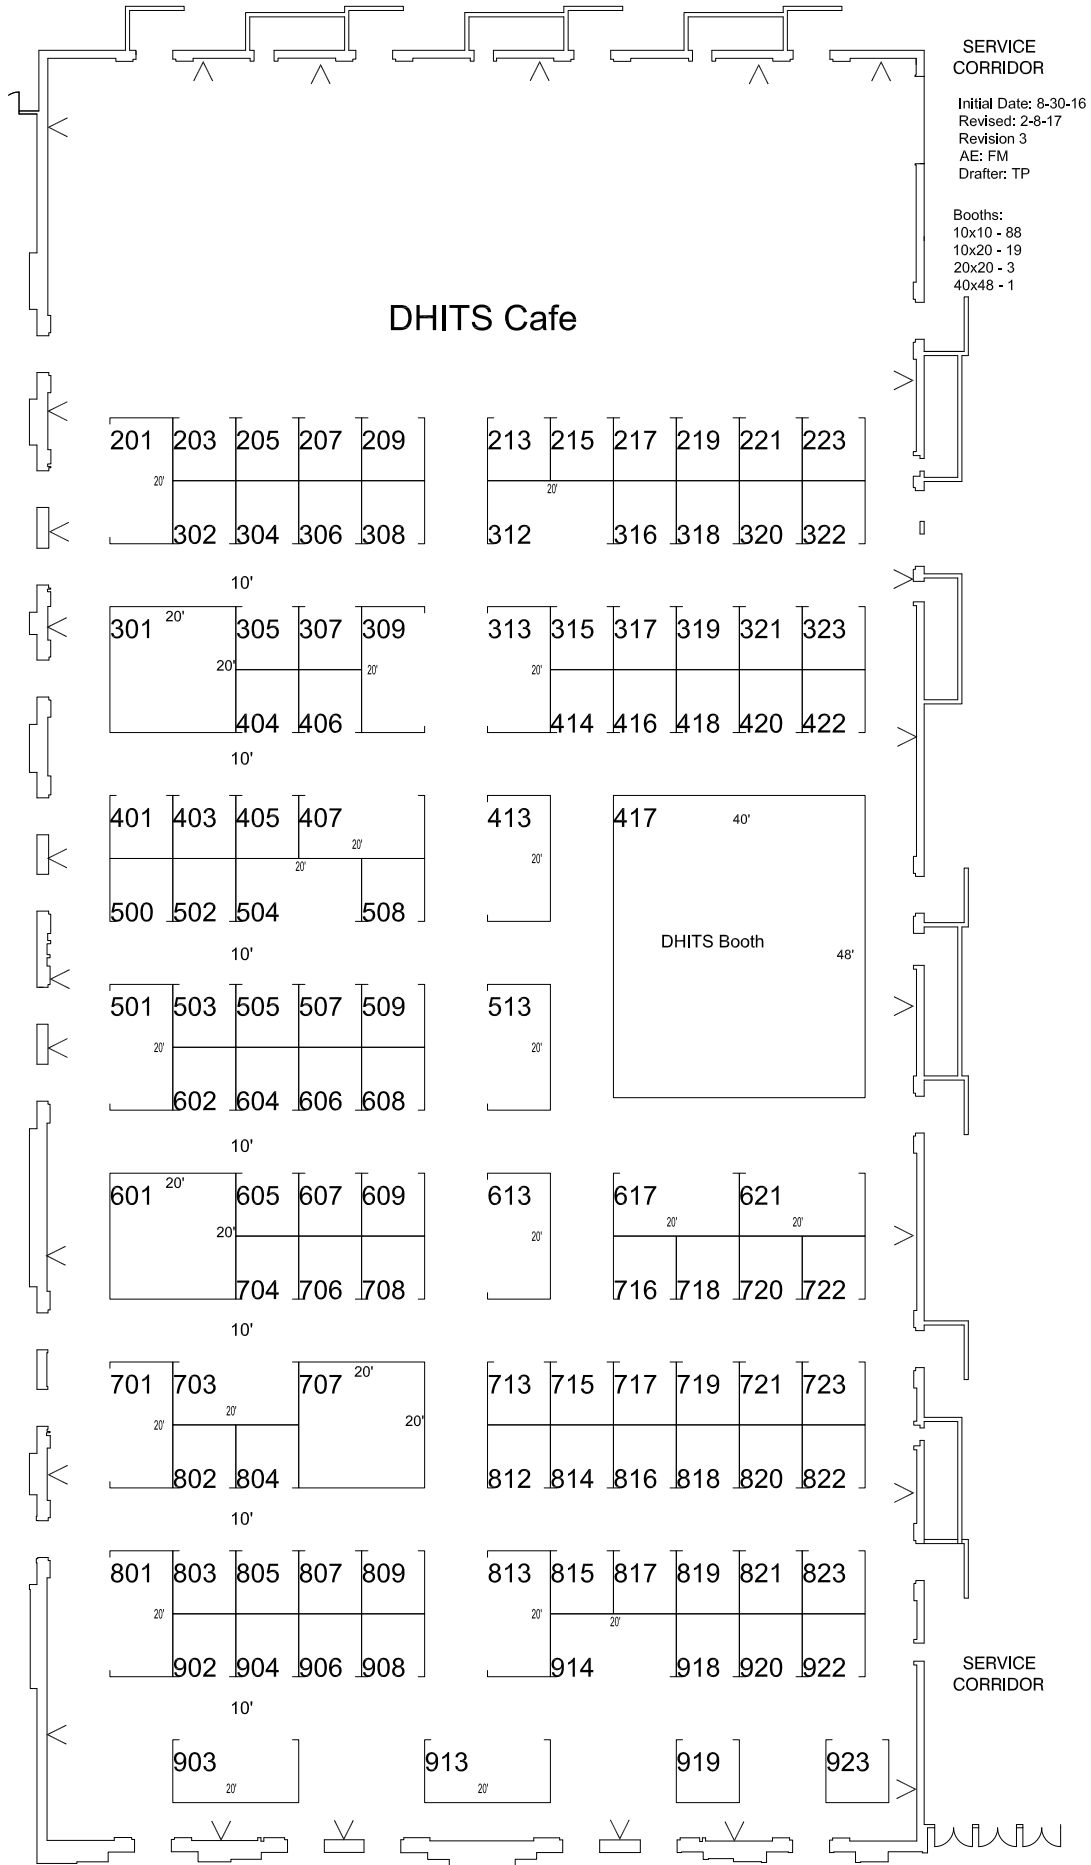 SERVICE
CORRIDOR
Initial Date: 8-30-16
Revised: 2-8-17
Revision 3
AE: FM
Drafter: TP
Booths:
10x10 - 88
10x20 - 19
20x20 - 3
40x48 - 1
DHITS Cafe
201 203 205 207 209 213 215 217 219 221 223
20' 20'
302 304 306 308 312 316 318 320 322
10'
301 20' 305 307 309 313 315 317 319 321 323
20' 20' 20'
404 406 414 416 418 420 422
10'
401 403 405 407 413 417 40'
20' 20' 20'
500 502 504 508
DHITS Booth
10' 48'
501 503 505 507 509 513
20' 20'
602 604 606 608
10'
601 20' 605 607 609 613 617 621
20' 20' 20' 20'
704 706 708 716 718 720 722
10'
701 703 707 20' 713 715 717 719 721 723
20' 20' 20'
802 804 812 814 816 818 820 822
10'
801 803 805 807 809 813 815 817 819 821 823
20' 20' 20'
902 904 906 908 914 918 920 922
SERVICE
CORRIDOR
10'
903 913 919 923
20' 20'